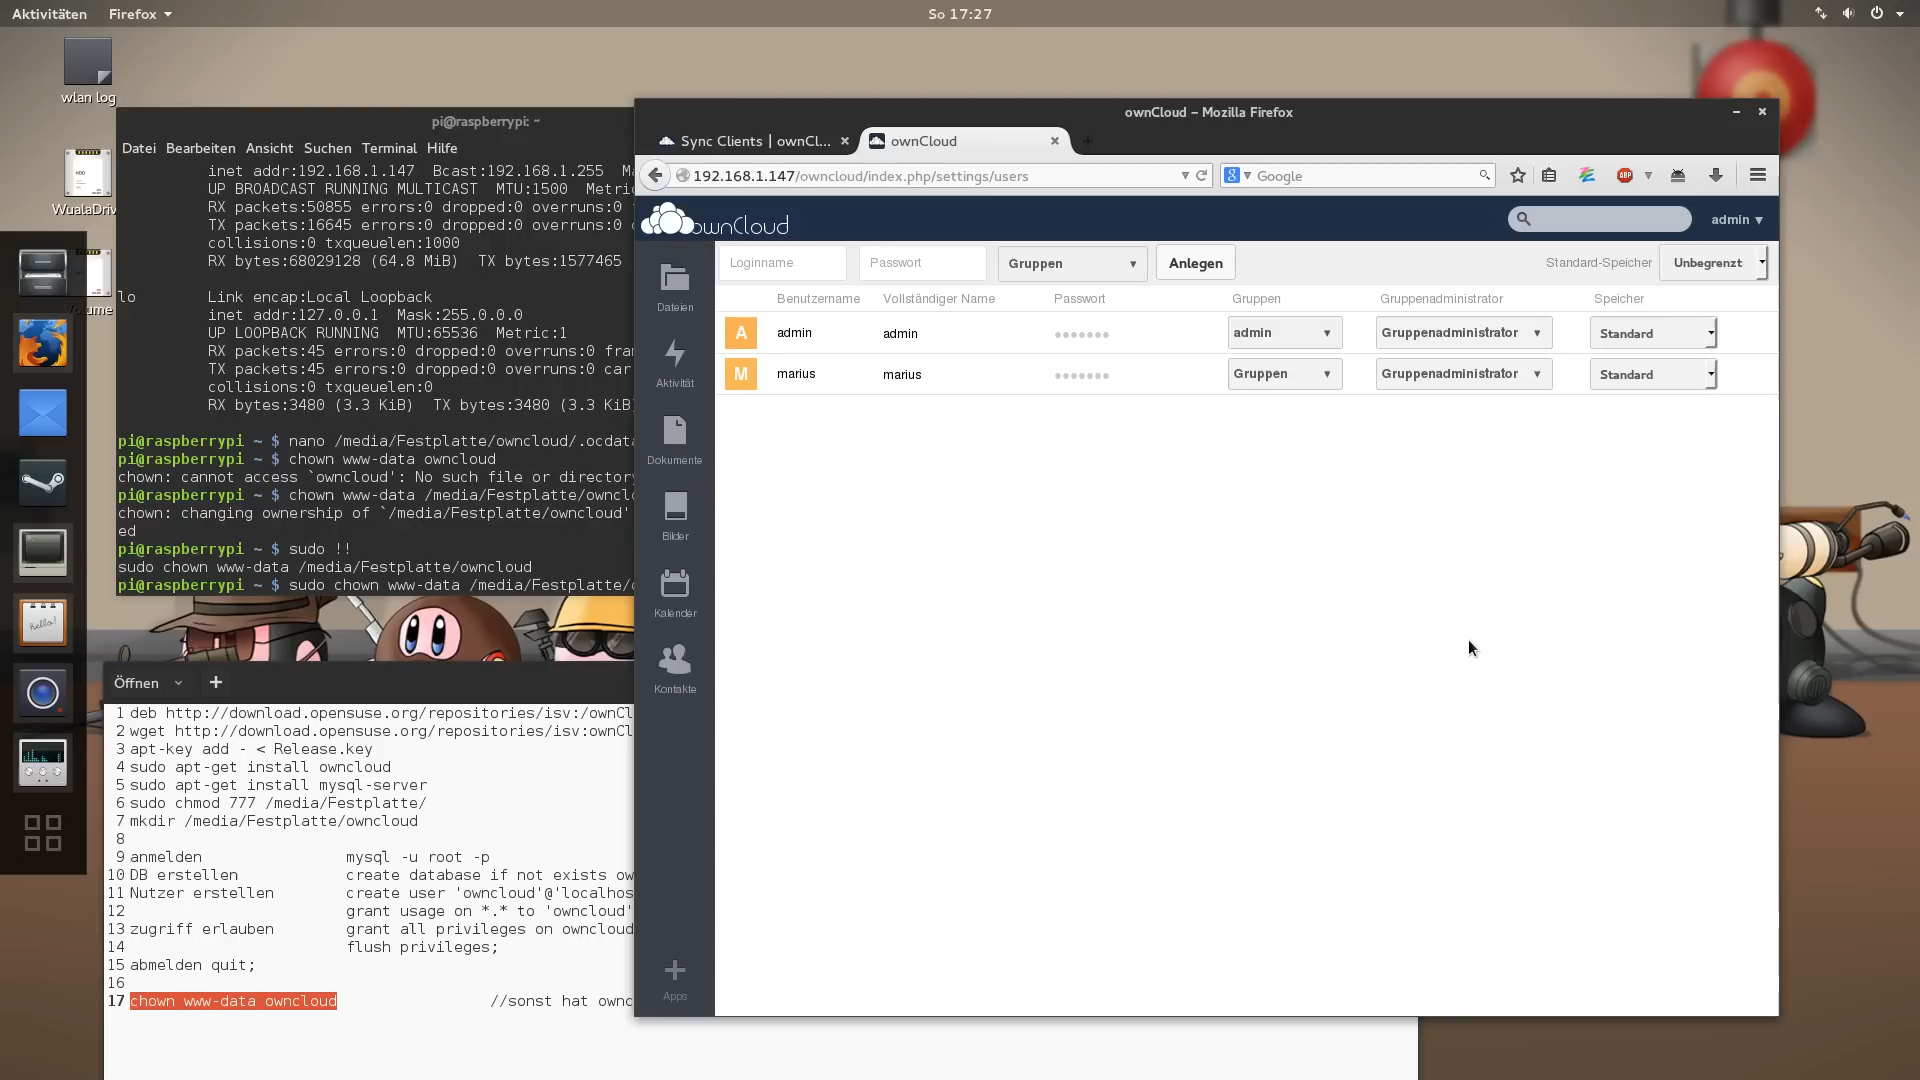 Aktivitäten Firefox So 17:27
wlan log
WualaDriv
Volume
pi@raspberrypi: ~
Datei Bearbeiten Ansicht Suchen Terminal Hilfe
inet addr:192.168.1.147 Bcast:192.168.1.255 Ma
UP BROADCAST RUNNING MULTICAST MTU:1500 Metric
RX packets:50855 errors:0 dropped:0 overruns:0
TX packets:16645 errors:0 dropped:0 overruns:0
collisions:0 txqueuelen:1000
RX bytes:68029128 (64.8 MiB) TX bytes:1577465
lo Link encap:Local Loopback
inet addr:127.0.0.1 Mask:255.0.0.0
UP LOOPBACK RUNNING MTU:65536 Metric:1
RX packets:45 errors:0 dropped:0 overruns:0 fram
TX packets:45 errors:0 dropped:0 overruns:0 car
collisions:0 txqueuelen:0
RX bytes:3480 (3.3 KiB) TX bytes:3480 (3.3 KiB)
pi@raspberrypi ~ $ nano /media/Festplatte/owncloud/.ocdata
pi@raspberrypi ~ $ chown www-data owncloud
chown: cannot access `owncloud': No such file or directory
pi@raspberrypi ~ $ chown www-data /media/Festplatte/ownclo
chown: changing ownership of `/media/Festplatte/owncloud'
ed
pi@raspberrypi ~ $ sudo !!
sudo chown www-data /media/Festplatte/owncloud
pi@raspberrypi ~ $ sudo chown www-data /media/Festplatte/o
Hello!
Öffnen +
1 deb http://download.opensuse.org/repositories/isv:/ownCl
2 wget http://download.opensuse.org/repositories/isv:ownCl
3 apt-key add - < Release.key
4 sudo apt-get install owncloud
5 sudo apt-get install mysql-server
6 sudo chmod 777 /media/Festplatte/
7 mkdir /media/Festplatte/owncloud
8
9 anmelden mysql -u root -p
10 DB erstellen create database if not exists ow
11 Nutzer erstellen create user 'owncloud'@'localhos
12 grant usage on *.* to 'owncloud'
13 zugriff erlauben grant all privileges on owncloud
14 flush privileges;
15 abmelden quit;
16
17 chown www-data owncloud //sonst hat ownc
ownCloud – Mozilla Firefox
Sync Clients | ownCl... ownCloud
192.168.1.147/owncloud/index.php/settings/users
Google
ABP
ownCloud
admin
Loginname Passwort Gruppen Anlegen Standard-Speicher Unbegrenzt
Benutzername Vollständiger Name Passwort Gruppen Gruppenadministrator Speicher
A admin admin ●●●●●●● admin Gruppenadministrator Standard
M marius marius ●●●●●●● Gruppen Gruppenadministrator Standard
Dateien
Aktivität
Dokumente
Bilder
Kalender
Kontakte
Apps